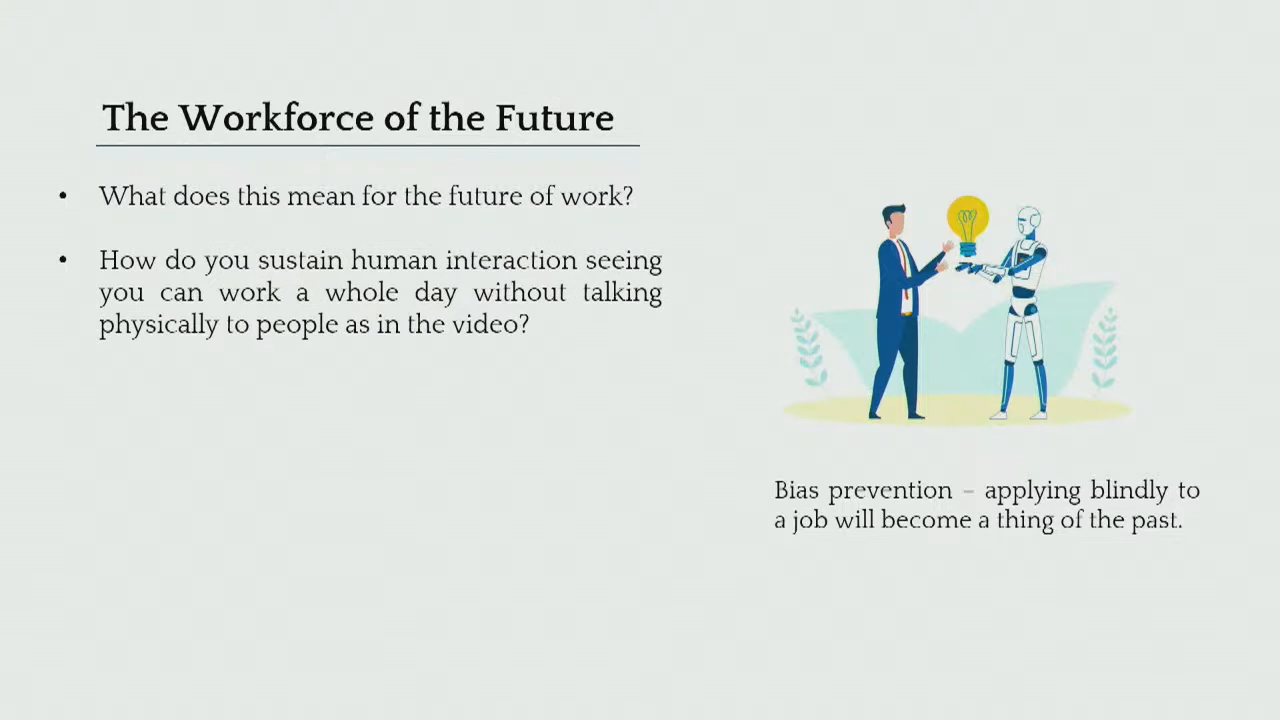 The Workforce of the Future
• What does this mean for the future of work?
• How do you sustain human interaction seeing
you can work a whole day without talking
physically to people as in the video?
Bias prevention – applying blindly to
a job will become a thing of the past.